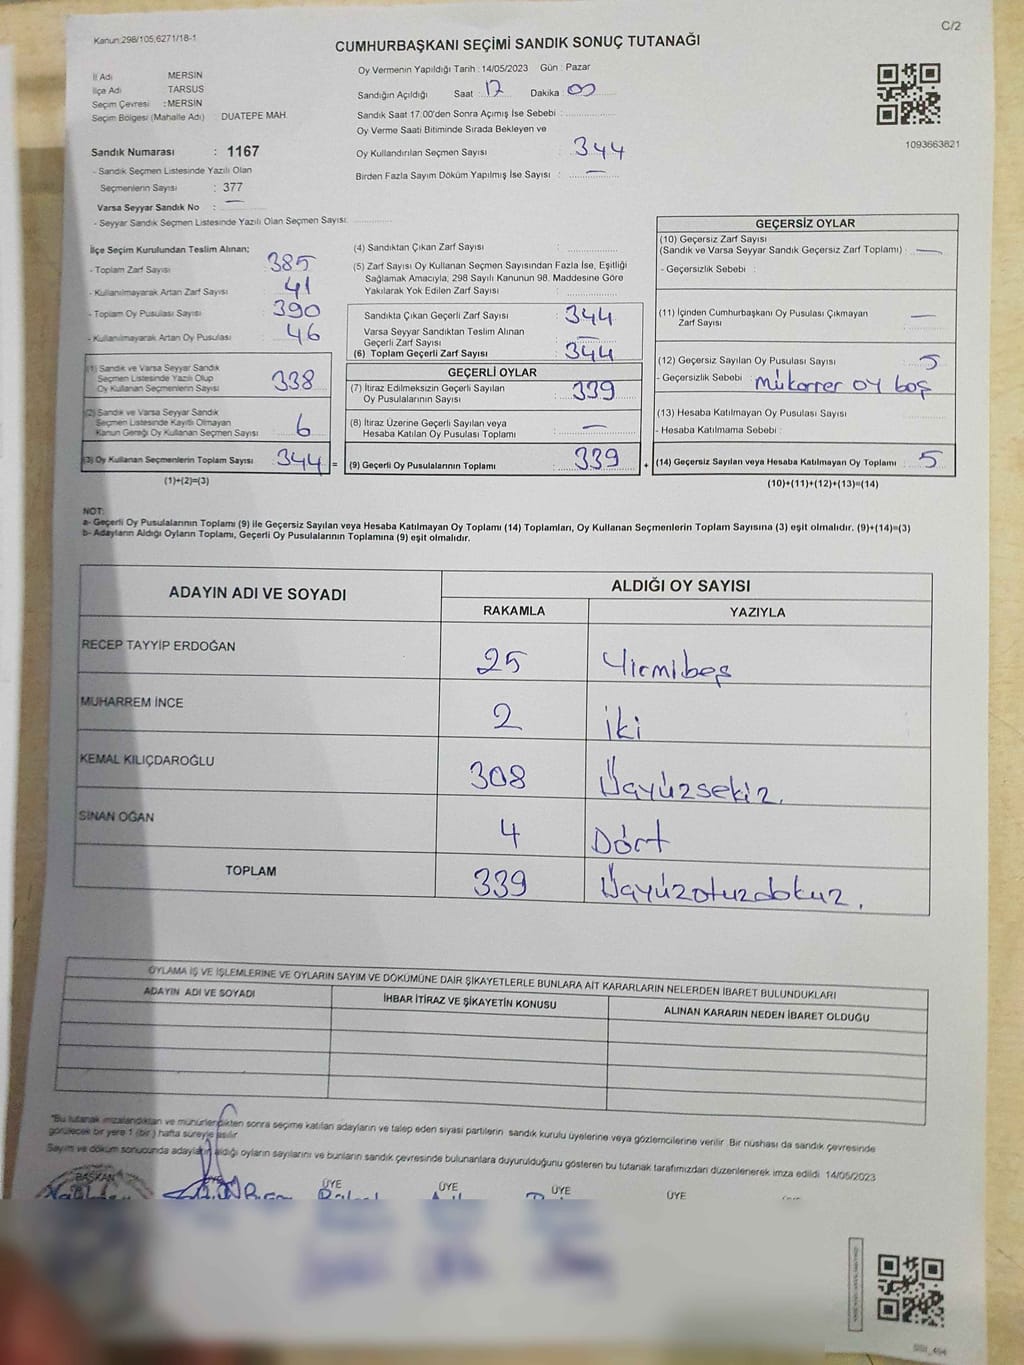 C/2
Kanun:298/105,6271/18-1
CUMHURBAŞKANI SEÇİMİ SANDIK SONUÇ TUTANAĞI
1093663821
İl Adı MERSİN
İlçe Adı TARSUS
Seçim Çevresi : MERSİN
Seçim Bölgesi (Mahalle Adı) DUATEPE MAH.
Sandık Numarası : 1167
- Sandık Seçmen Listesinde Yazılı Olan
Seçmenlerin Sayısı : 377
Varsa Seyyar Sandık No : —
- Seyyar Sandık Seçmen Listesinde Yazılı Olan Seçmen Sayısı:
Oy Vermenin Yapıldığı Tarih : 14/05/2023 Gün : Pazar
Sandığın Açıldığı Saat : 17 Dakika : 00
Sandık Saat 17.00'den Sonra Açımış İse Sebebi :
Oy Verme Saati Bitiminde Sırada Bekleyen ve
Oy Kullandırılan Seçmen Sayısı : 344
Birden Fazla Sayım Döküm Yapılmış İse Sayısı : —
İlçe Seçim Kurulundan Teslim Alınan;
- Toplam Zarf Sayısı : 385
- Kullanılmayarak Artan Zarf Sayısı : 41
- Toplam Oy Pusulası Sayısı : 390
- Kullanılmayarak Artan Oy Pusulası : 46
(1) Sandık ve Varsa Seyyar Sandık
Seçmen Listesinde Yazılı Olup
Oy Kullanan Seçmenlerin Sayısı : 338
(2) Sandık ve Varsa Seyyar Sandık
Seçmen Listesinde Kayıtlı Olmayan
Kanun Gereği Oy Kullanan Seçmen Sayısı : 6
(3) Oy Kullanan Seçmenlerin Toplam Sayısı : 344 =
(1)+(2)=(3)
(4) Sandıktan Çıkan Zarf Sayısı :
(5) Zarf Sayısı Oy Kullanan Seçmen Sayısından Fazla İse, Eşitliği
Sağlamak Amacıyla, 298 Sayılı Kanunun 98. Maddesine Göre
Yakılarak Yok Edilen Zarf Sayısı :
Sandıkta Çıkan Geçerli Zarf Sayısı : 344
Varsa Seyyar Sandıktan Teslim Alınan
Geçerli Zarf Sayısı : —
(6) Toplam Geçerli Zarf Sayısı : 344
GEÇERLİ OYLAR
(7) İtiraz Edilmeksizin Geçerli Sayılan
Oy Pusulalarının Sayısı : 339
(8) İtiraz Üzerine Geçerli Sayılan veya
Hesaba Katılan Oy Pusulası Toplamı : —
(9) Geçerli Oy Pusulalarının Toplamı : 339 +
GEÇERSİZ OYLAR
(10) Geçersiz Zarf Sayısı
(Sandık ve Varsa Seyyar Sandık Geçersiz Zarf Toplamı) : —
- Geçersizlik Sebebi :
(11) İçinden Cumhurbaşkanı Oy Pusulası Çıkmayan
Zarf Sayısı : —
(12) Geçersiz Sayılan Oy Pusulası Sayısı : 5
- Geçersizlik Sebebi : mükarrer oy boş
(13) Hesaba Katılmayan Oy Pusulası Sayısı :
- Hesaba Katılmama Sebebi :
(14) Geçersiz Sayılan veya Hesaba Katılmayan Oy Toplamı : 5
(10)+(11)+(12)+(13)=(14)
NOT:
a- Geçerli Oy Pusulalarının Toplamı (9) ile Geçersiz Sayılan veya Hesaba Katılmayan Oy Toplamı (14) Toplamları, Oy Kullanan Seçmenlerin Toplam Sayısına (3) eşit olmalıdır. (9)+(14)=(3)
b- Adayların Aldığı Oyların Toplamı, Geçerli Oy Pusulalarının Toplamına (9) eşit olmalıdır.
ADAYIN ADI VE SOYADI ALDIĞI OY SAYISI
RAKAMLA YAZIYLA
RECEP TAYYİP ERDOĞAN 25 Yirmibeş
MUHARREM İNCE 2 İki
KEMAL KILIÇDAROĞLU 308 Üçyüzsekiz.
SİNAN OĞAN 4 Dört
TOPLAM 339 Üçyüzotuzdokuz.
OYLAMA İŞ VE İŞLEMLERİNE VE OYLARIN SAYIM VE DÖKÜMÜNE DAİR ŞİKAYETLERLE BUNLARA AİT KARARLARIN NELERDEN İBARET BULUNDUKLARI
ADAYIN ADI VE SOYADI İHBAR İTİRAZ VE ŞİKAYETİN KONUSU ALINAN KARARIN NEDEN İBARET OLDUĞU
*Bu tutanak imzalandıktan ve mühürlendikten sonra seçime katılan adayların ve talep eden siyasi partilerin sandık kurulu üyelerine veya gözlemcilerine verilir. Bir nüshası da sandık çevresinde
görülecek bir yere 1 (bir) hafta süreyle asılır
Sayım ve döküm sonucunda adayların aldığı oyların sayılarını ve bunların sandık çevresinde bulunanlara duyurulduğunu gösteren bu tutanak tarafımızdan düzenlenerek imza edildi. 14/05/2023
BAŞKAN ÜYE ÜYE ÜYE ÜYE